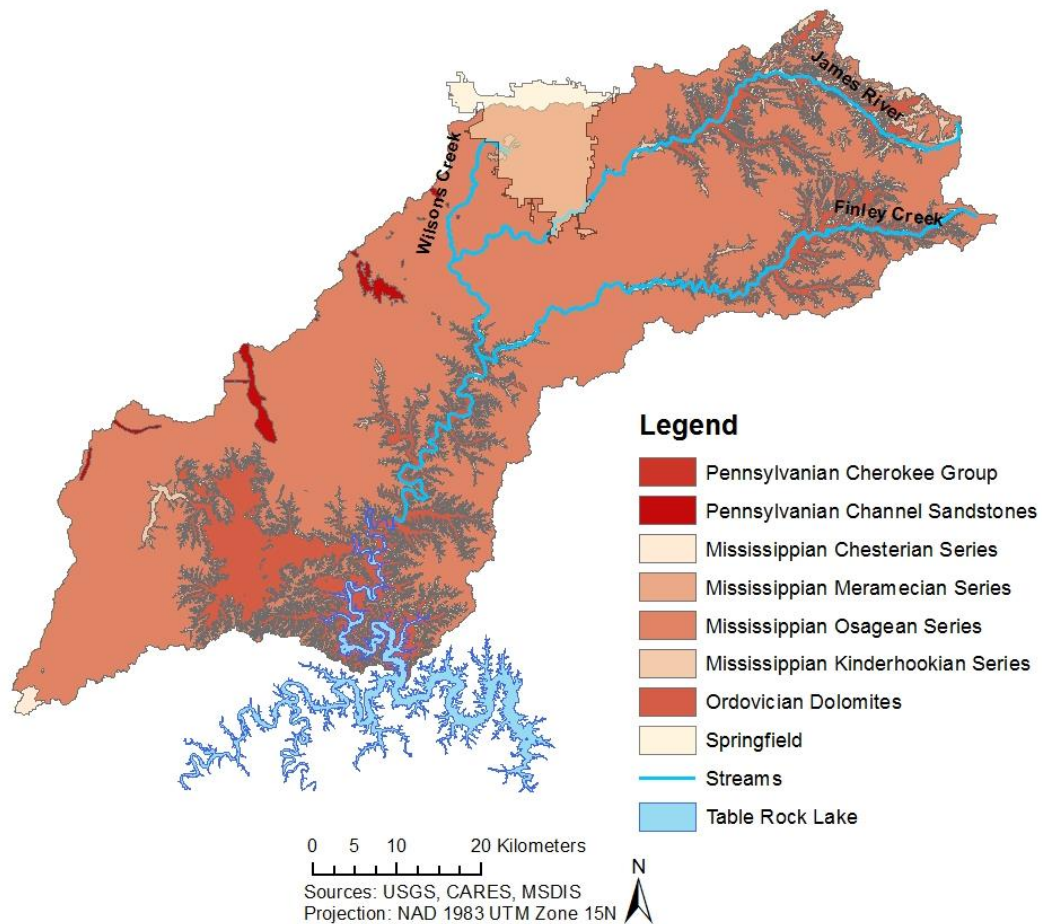 James River
Wilsons Creek
Finley Creek
Legend
Pennsylvanian Cherokee Group
Pennsylvanian Channel Sandstones
Mississippian Chesterian Series
Mississippian Meramecian Series
Mississippian Osagean Series
Mississippian Kinderhookian Series
Ordovician Dolomites
Springfield
Streams
Table Rock Lake
0 5 10 20 Kilometers
Sources: USGS, CARES, MSDIS
Projection: NAD 1983 UTM Zone 15N
N